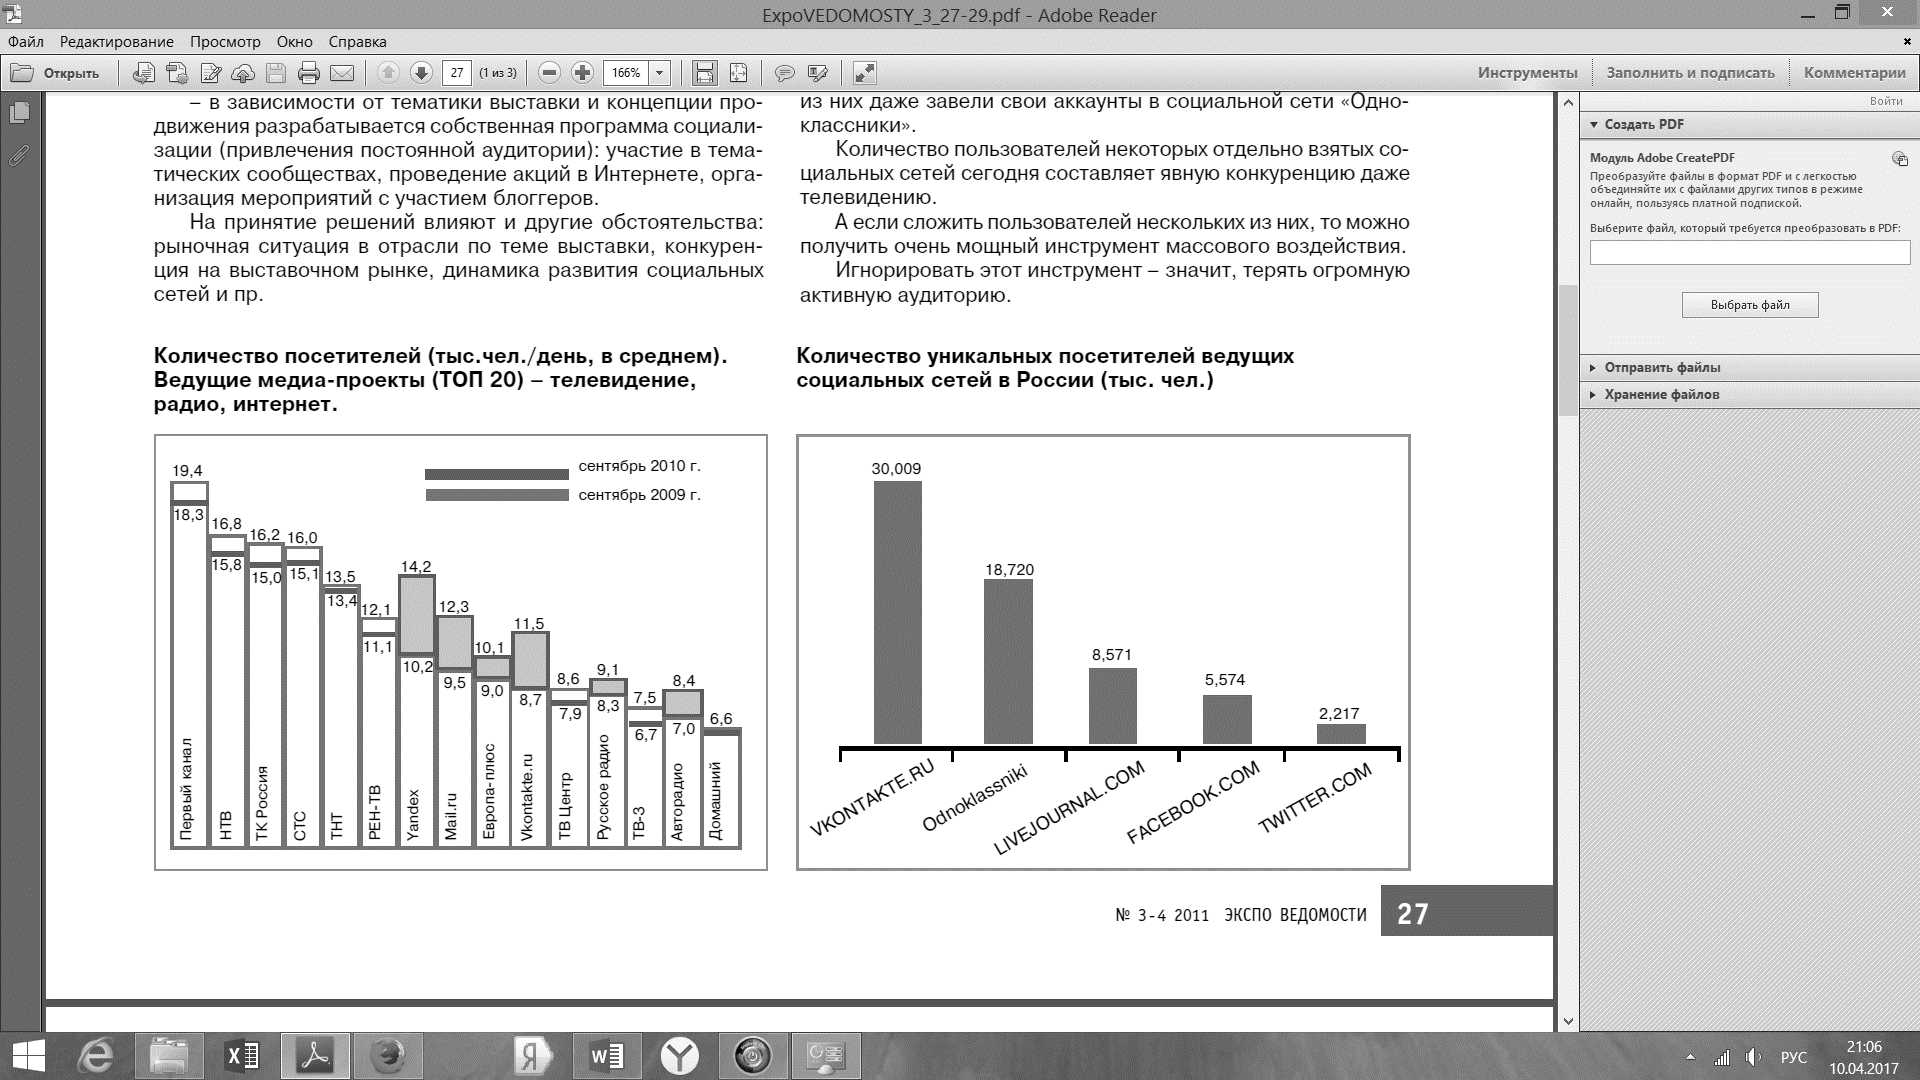 ExpoVEDOMOSTY_3_27-29.pdf - Adobe Reader
Файл Редактирование Просмотр Окно Справка
Открыть 27 (1 из 3) 166% Инструменты Заполнить и подписать Комментарии
– в зависимости от тематики выставки и концепции про-
движения разрабатывается собственная программа социали-
зации (привлечения постоянной аудитории): участие в тема-
тических сообществах, проведение акций в Интернете, орга-
низация мероприятий с участием блоггеров.
На принятие решений влияют и другие обстоятельства:
рыночная ситуация в отрасли по теме выставки, конкурен-
ция на выставочном рынке, динамика развития социальных
сетей и пр.
из них даже завели свои аккаунты в социальной сети «Одно-
классники».
Количество пользователей некоторых отдельно взятых со-
циальных сетей сегодня составляет явную конкуренцию даже
телевидению.
А если сложить пользователей нескольких из них, то можно
получить очень мощный инструмент массового воздействия.
Игнорировать этот инструмент – значит, терять огромную
активную аудиторию.
Количество посетителей (тыс.чел./день, в среднем).
Ведущие медиа-проекты (ТОП 20) – телевидение,
радио, интернет.
сентябрь 2010 г.
сентябрь 2009 г.
19,4
18,3
16,8
15,8
16,2
15,0
16,0
15,1
13,5
13,4
12,1
11,1
14,2
10,2
12,3
9,5
10,1
9,0
11,5
8,7
8,6
7,9
9,1
8,3
7,5
6,7
8,4
7,0
6,6
Первый канал
НТВ
ТК Россия
СТС
ТНТ
РЕН-ТВ
Yandex
Mail.ru
Европа-плюс
Vkontakte.ru
ТВ Центр
Русское радио
ТВ-3
Авторадио
Домашний
Количество уникальных посетителей ведущих
социальных сетей в России (тыс. чел.)
30,009
18,720
8,571
5,574
2,217
VKONTAKTE.RU
Odnoklassniki
LIVEJOURNAL.COM
FACEBOOK.COM
TWITTER.COM
№ 3-4 2011 ЭКСПО ВЕДОМОСТИ 27
Войти
Создать PDF
Модуль Adobe CreatePDF
Преобразуйте файлы в формат PDF и с легкостью
объединяйте их с файлами других типов в режиме
онлайн, пользуясь платной подпиской.
Выберите файл, который требуется преобразовать в PDF:
Выбрать файл
Отправить файлы
Хранение файлов
РУС
21:06
10.04.2017